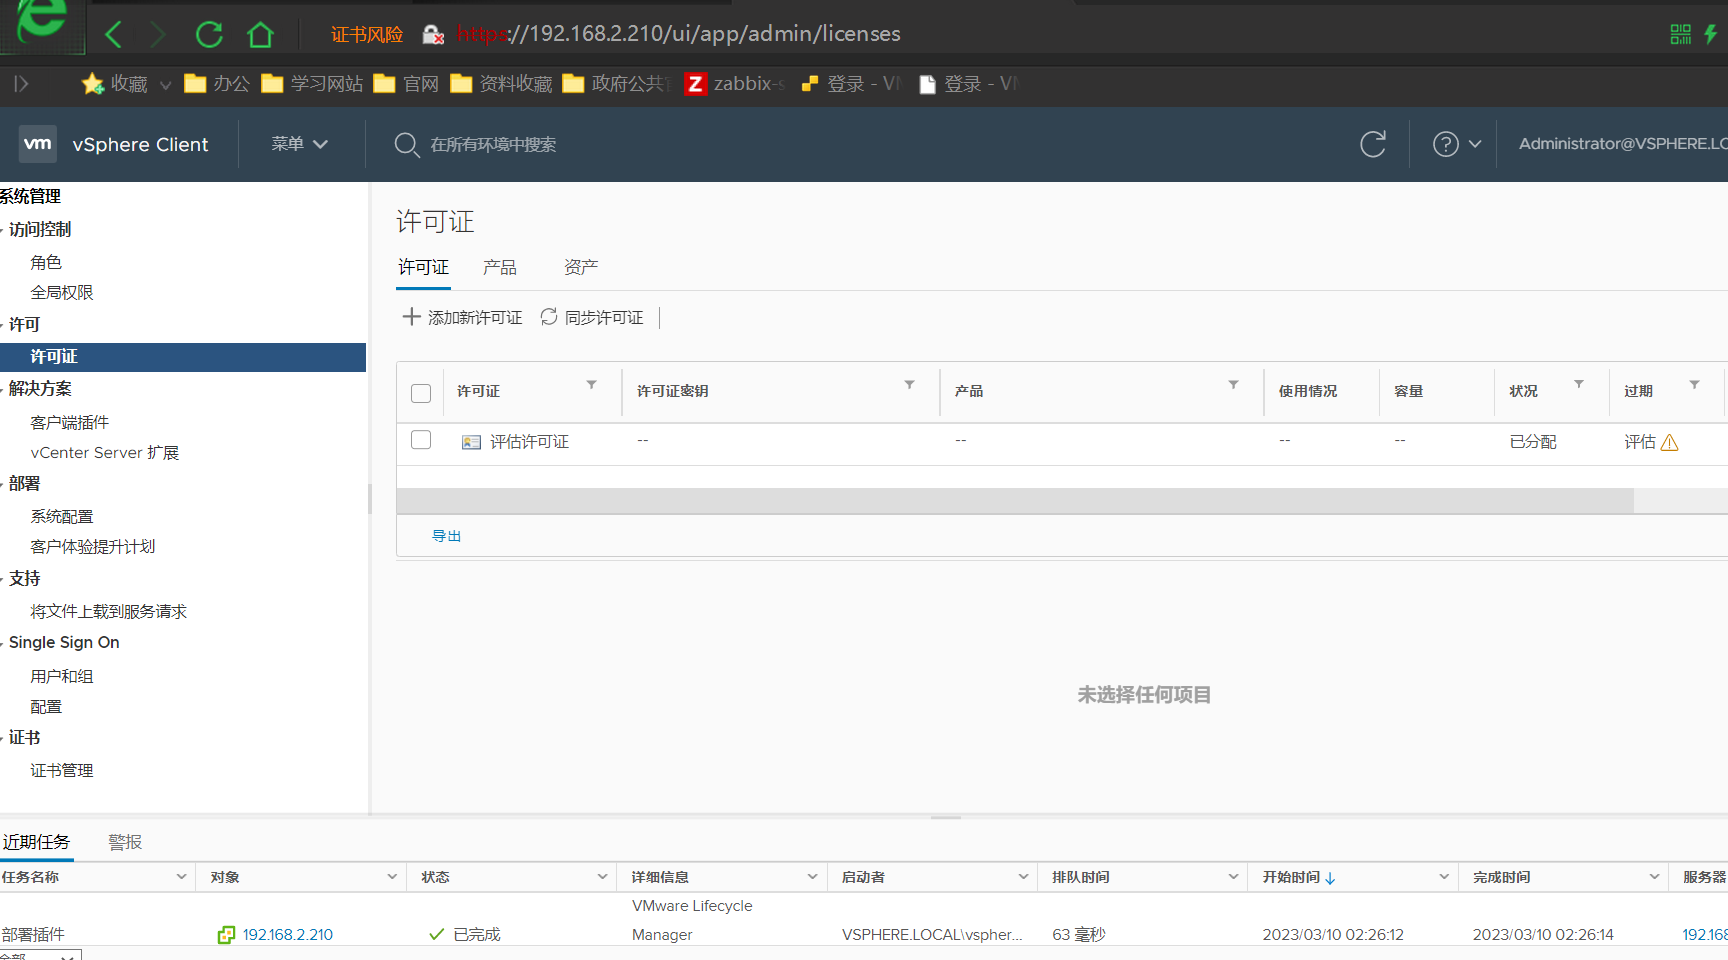 证书风险 https://192.168.2.210/ui/app/admin/licenses
收藏 办公 学习网站 官网 资料收藏 政府公共 zabbix-s 登录 - VM 登录 - VM
vm vSphere Client 菜单 在所有环境中搜索 Administrator@VSPHERE.LO
系统管理
访问控制
角色
全局权限
许可
许可证
解决方案
客户端插件
vCenter Server 扩展
部署
系统配置
客户体验提升计划
支持
将文件上载到服务请求
Single Sign On
用户和组
配置
证书
证书管理
许可证
许可证 产品 资产
添加新许可证 同步许可证
许可证 许可证密钥 产品 使用情况 容量 状况 过期
评估许可证 -- -- -- -- 已分配 评估
导出
未选择任何项目
近期任务 警报
任务名称 对象 状态 详细信息 启动者 排队时间 开始时间 完成时间 服务器
部署插件 192.168.2.210 已完成 VMware Lifecycle
Manager VSPHERE.LOCAL\vspher... 63 毫秒 2023/03/10 02:26:12 2023/03/10 02:26:14 192.168